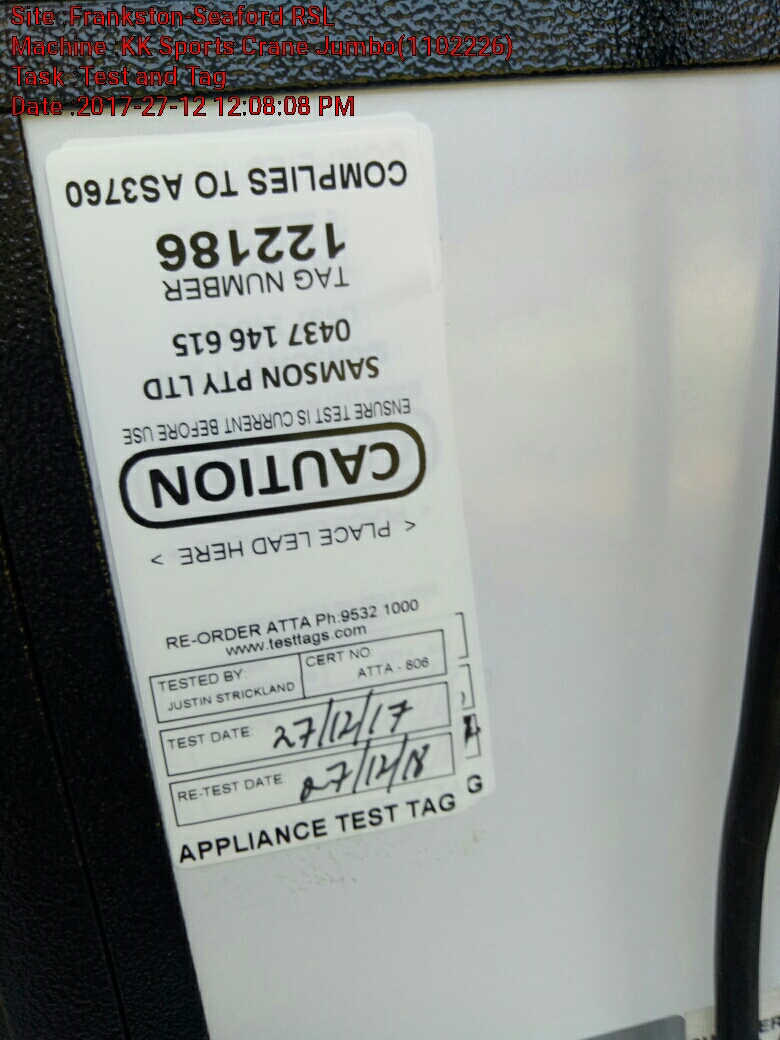 Site :Frankston-Seaford RSL
Machine :KK Sports Crane Jumbo(1102226)
Task :Test and Tag
Date :2017-27-12 12:08:08 PM
COMPLIES TO AS3760
122186
TAG NUMBER
0437 146 615
SAMSON PTY LTD
ENSURE TEST IS CURRENT BEFORE USE
CAUTION
< PLACE LEAD HERE >
RE-ORDER ATTA Ph:9532 1000
www.testtags.com
TESTED BY:
JUSTIN STRICKLAND
CERT NO:
ATTA - 806
TEST DATE: 27/12/17
RE-TEST DATE 27/12/18
APPLIANCE TEST TAG
G